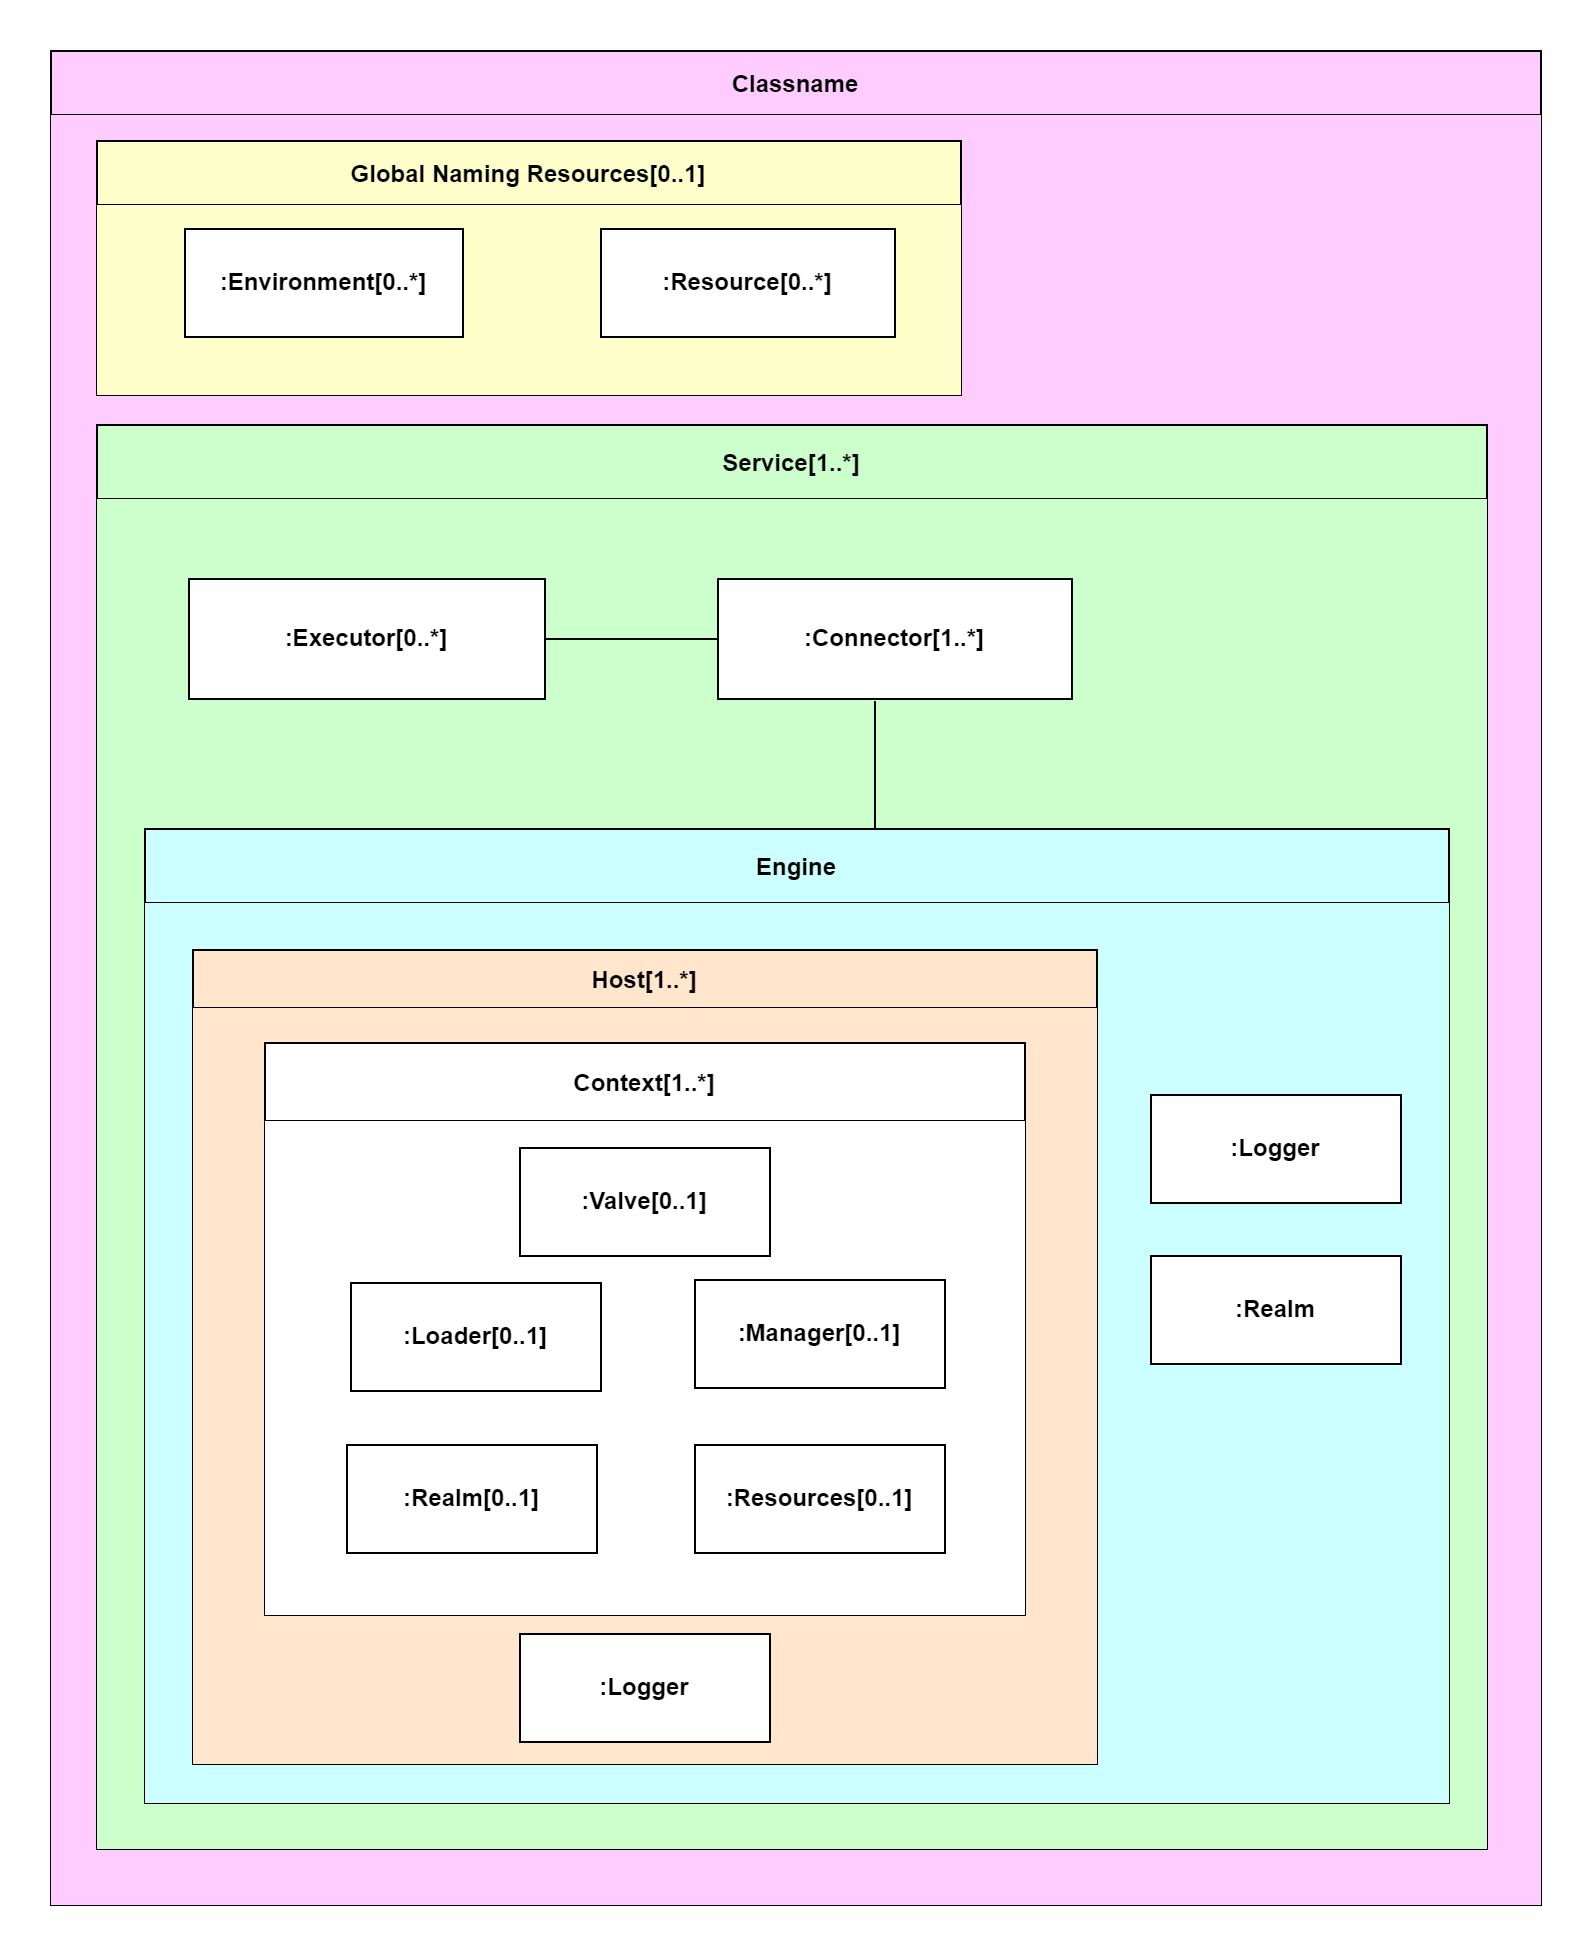 Classname
Global Naming Resources[0..1]
:Environment[0..*]
:Resource[0..*]
Service[1..*]
:Executor[0..*]
:Connector[1..*]
Engine
Host[1..*]
Context[1..*]
:Valve[0..1]
:Loader[0..1]
:Manager[0..1]
:Realm[0..1]
:Resources[0..1]
:Logger
:Logger
:Realm